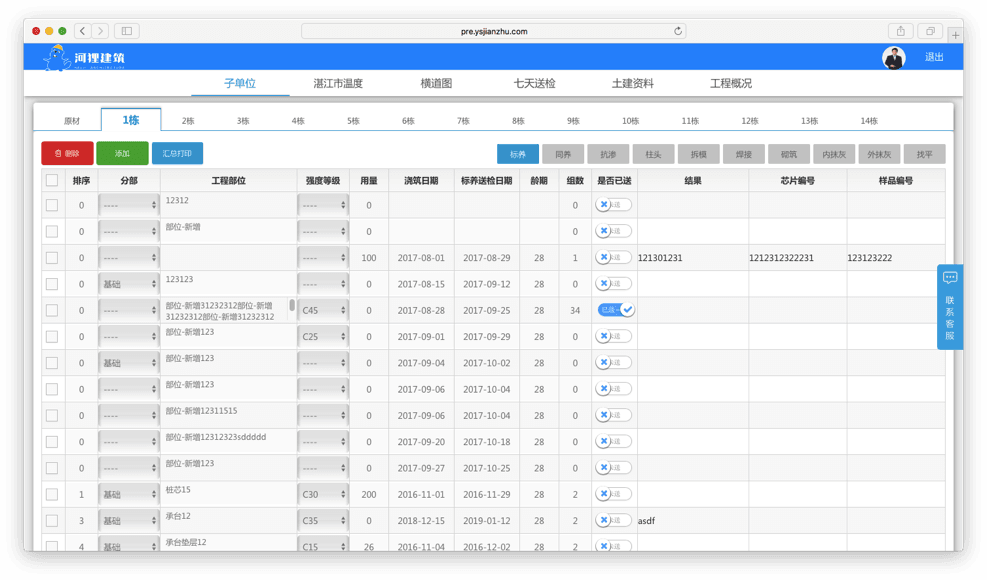 pre.ysjianzhu.com
河狸建筑
退出
子单位 湛江市温度 横道图 七天送检 土建资料 工程概况
原材 1栋 2栋 3栋 4栋 5栋 6栋 7栋 8栋 9栋 10栋 11栋 12栋 13栋 14栋
删除 添加 汇总打印 标养 同养 抗渗 柱头 拆模 焊接 砌筑 内抹灰 外抹灰 找平
排序 分部 工程部位 强度等级 用量 浇筑日期 标养送检日期 龄期 组数 是否已送 结果 芯片编号 样品编号
0 ---- 12312 ---- 0 0 未送
0 ---- 部位-新增 ---- 0 0 未送
0 ---- ---- 100 2017-08-01 2017-08-29 28 1 未送 121301231 1212312322231 123123222
0 基础 123123 ---- 0 2017-08-15 2017-09-12 28 0 未送
0 ---- 部位-新增31232312部位-新增 C45 0 2017-08-28 2017-09-25 28 34 已送
31232312部位-新增31232312
0 ---- 部位-新增123 C25 0 2017-09-01 2017-09-29 28 0 未送
0 基础 部位-新增123 ---- 0 2017-09-04 2017-10-02 28 0 未送
0 ---- 部位-新增123 ---- 0 2017-09-06 2017-10-04 28 0 未送
0 ---- 部位-新增12311515 ---- 0 2017-09-06 2017-10-04 28 0 未送
0 ---- 部位-新增12312323sddddd ---- 0 2017-09-20 2017-10-18 28 0 未送
0 ---- 部位-新增123 ---- 0 2017-09-27 2017-10-25 28 0 未送
1 基础 桩芯15 C30 200 2016-11-01 2016-11-29 28 2 未送
3 基础 承台12 C35 0 2018-12-15 2019-01-12 28 2 未送 asdf
4 基础 承台垫层12 C15 26 2016-11-04 2016-12-02 28 2 未送
联系客服